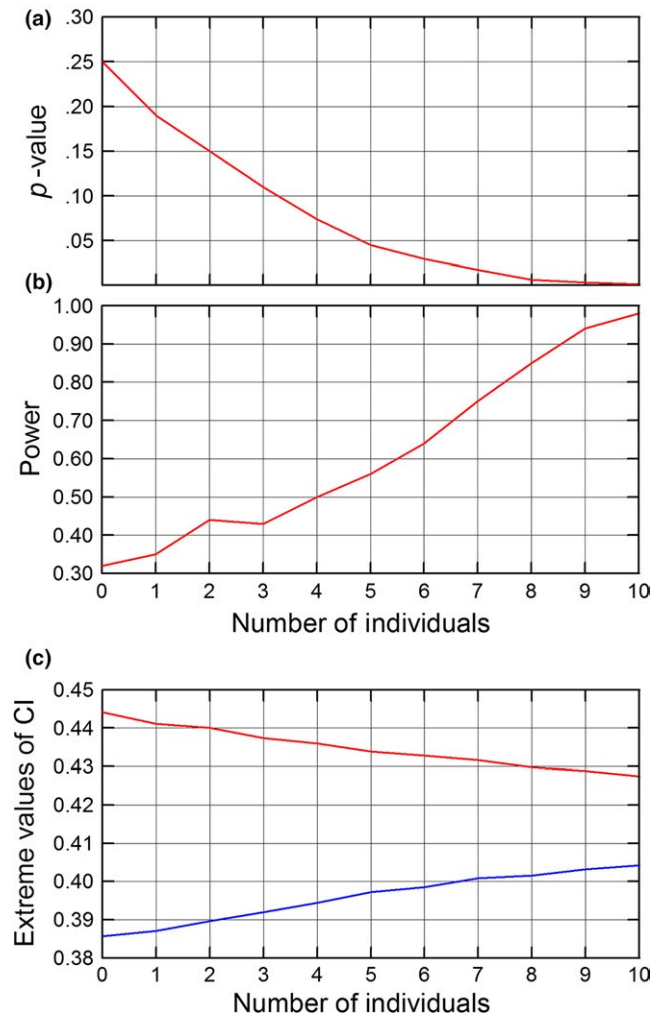 (a)
.30
.25
.20
.15
.10
.05
p-value
(b)
1.00
0.90
0.80
0.70
0.60
0.50
0.40
0.30
Power
0 1 2 3 4 5 6 7 8 9 10
Number of individuals
(c)
0.45
0.44
0.43
0.42
0.41
0.40
0.39
0.38
Extreme values of CI
0 1 2 3 4 5 6 7 8 9 10
Number of individuals